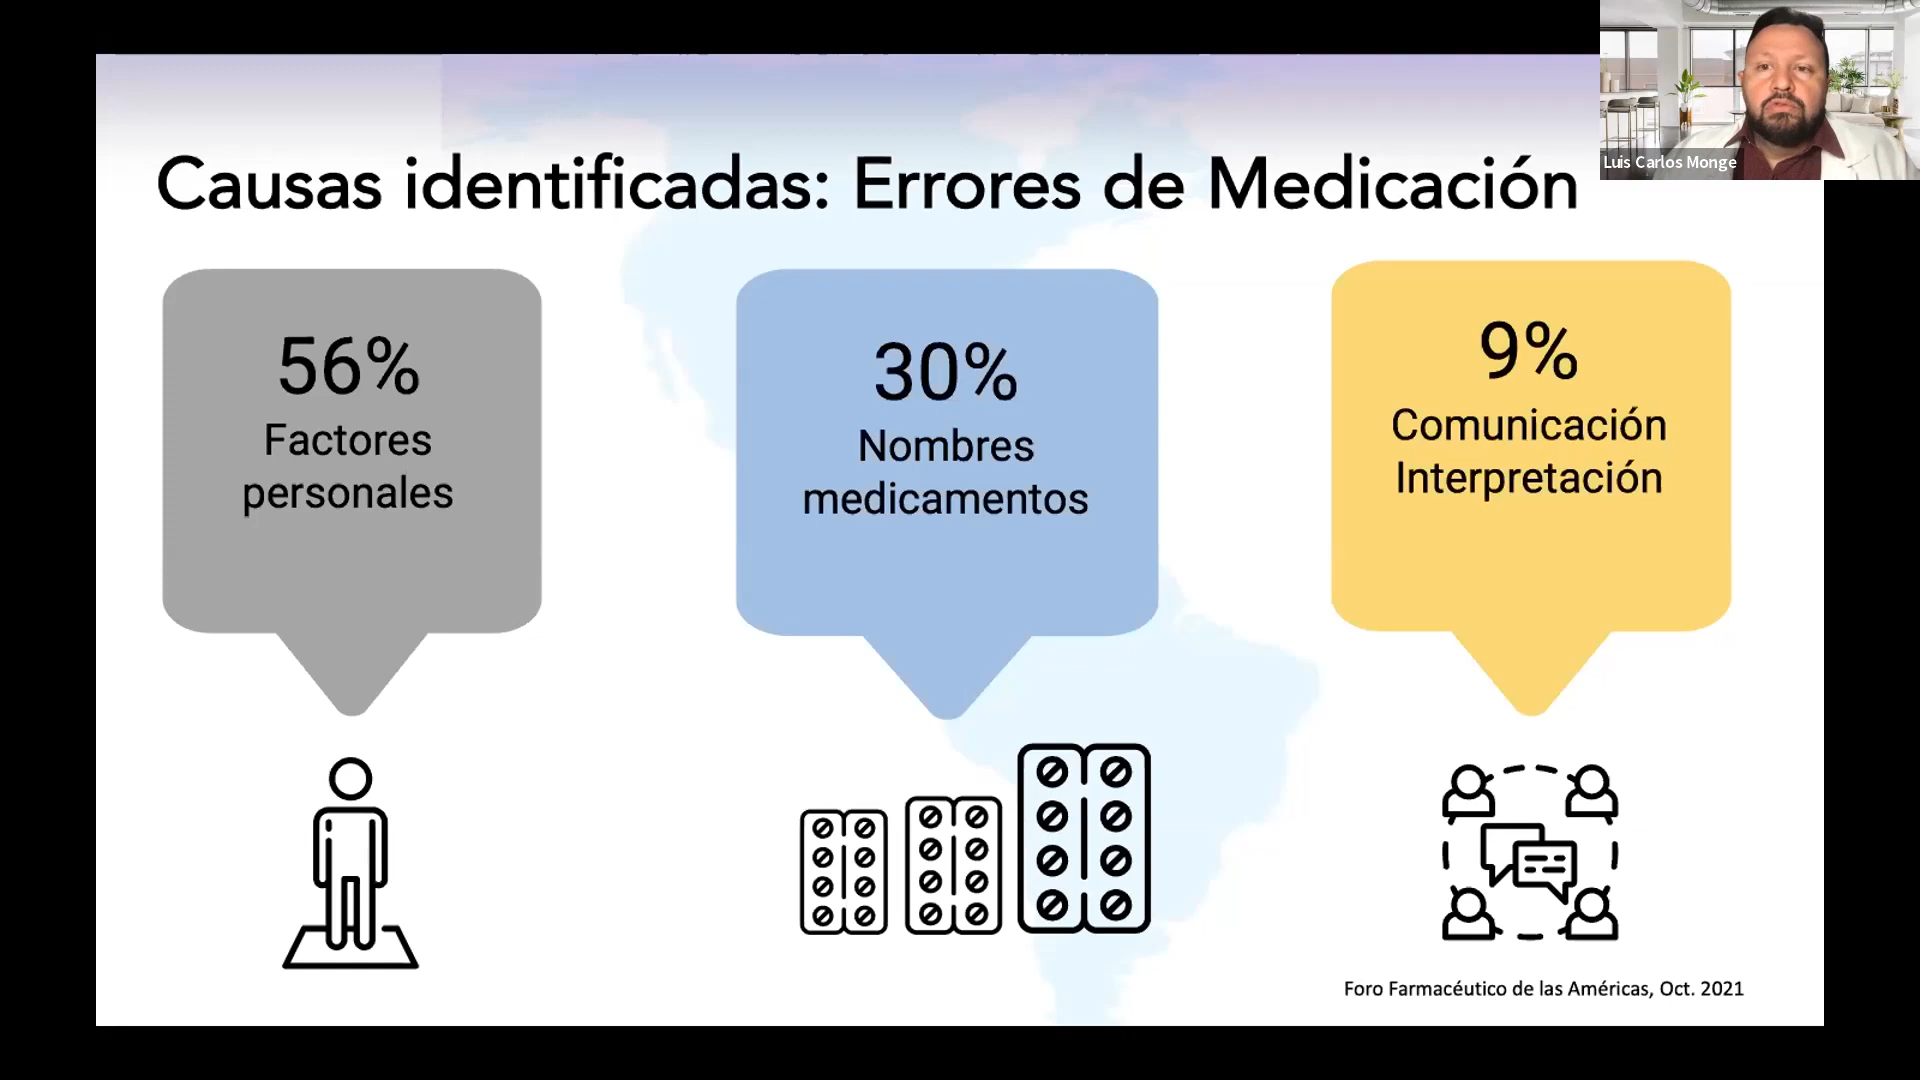 Luis Carlos Monge
Causas identificadas: Errores de Medicación
56%
Factores
personales
30%
Nombres
medicamentos
9%
Comunicación
Interpretación
Foro Farmacéutico de las Américas, Oct. 2021